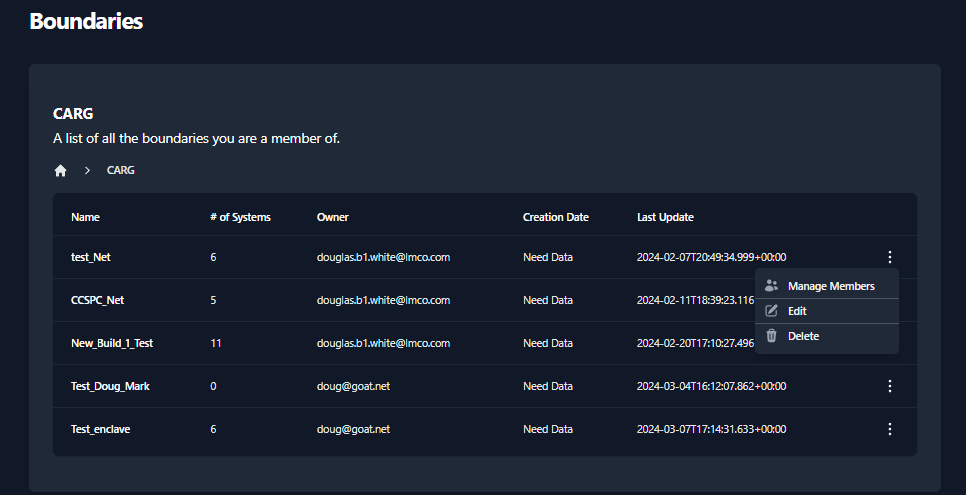 Boundaries
CARG
A list of all the boundaries you are a member of.
CARG
Name # of Systems Owner Creation Date Last Update
test_Net 6 douglas.b1.white@lmco.com Need Data 2024-02-07T20:49:34.999+00:00
Manage Members
CCSPC_Net 5 douglas.b1.white@lmco.com Need Data 2024-02-11T18:39:23.116
Edit
Delete
New_Build_1_Test 11 douglas.b1.white@lmco.com Need Data 2024-02-20T17:10:27.496
Test_Doug_Mark 0 doug@goat.net Need Data 2024-03-04T16:12:07.862+00:00
Test_enclave 6 doug@goat.net Need Data 2024-03-07T17:14:31.633+00:00